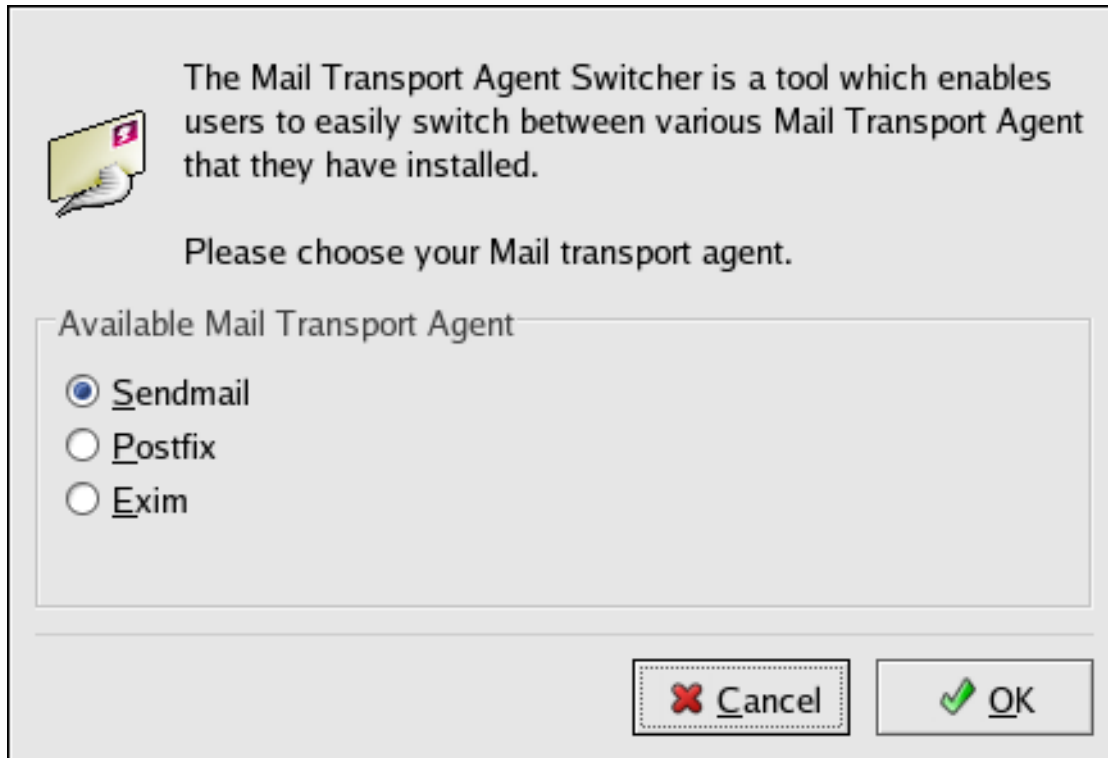 The Mail Transport Agent Switcher is a tool which enables
users to easily switch between various Mail Transport Agent
that they have installed.
Please choose your Mail transport agent.
Available Mail Transport Agent
Sendmail
Postfix
Exim
Cancel
OK